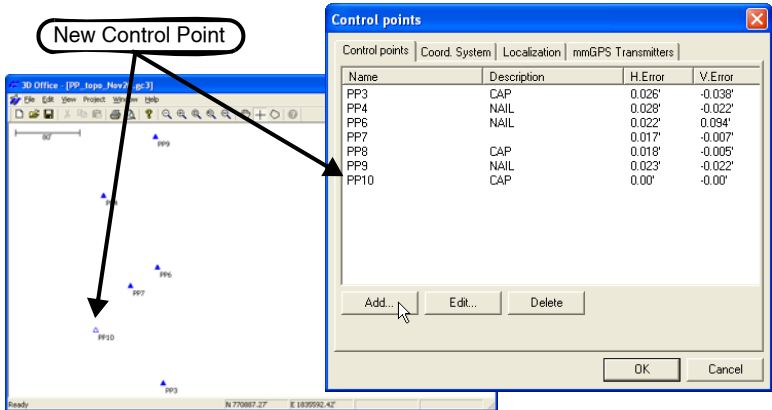 New Control Point
3D Office - [PP_topo_Nov2 .gc3]
File Edit View Project Window Help
80'
PP9
PP6
PP7
PP10
PP3
Ready N 770887.27' E 1835592.42'
Control points
Control points Coord. System Localization mmGPS Transmitters
Name Description H.Error V.Error
PP3 CAP 0.026' -0.038'
PP4 NAIL 0.028' -0.022'
PP6 NAIL 0.022' 0.094'
PP7 0.017' -0.007'
PP8 CAP 0.018' -0.005'
PP9 NAIL 0.023' -0.022'
PP10 CAP 0.00' -0.00'
Add... Edit... Delete
OK Cancel